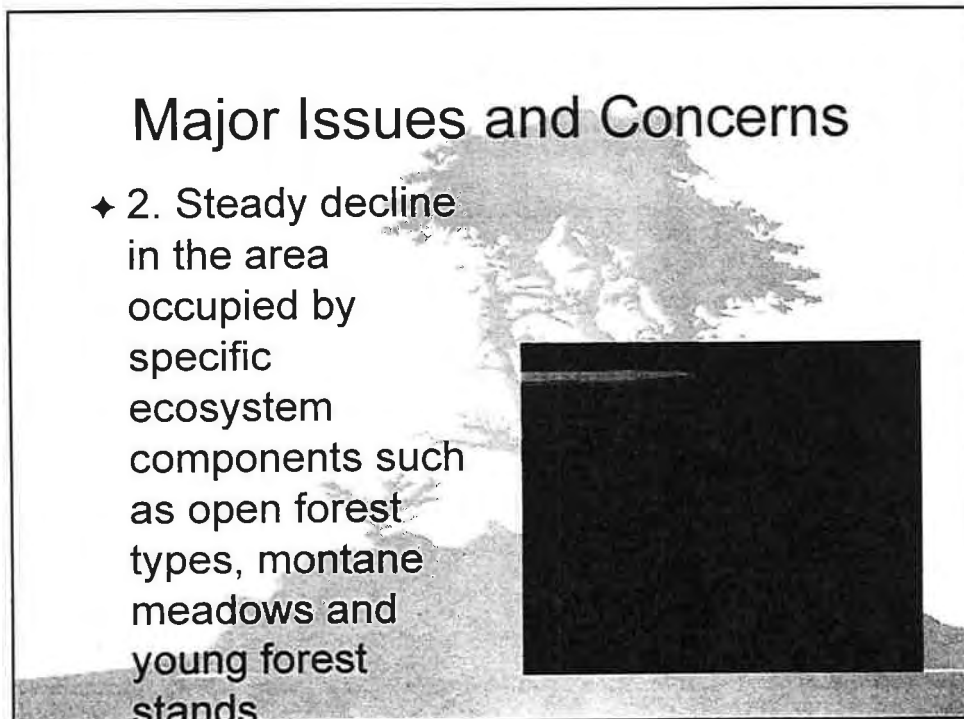 Major Issues and Concerns
✦ 2. Steady decline
in the area
occupied by
specific
ecosystem
components such
as open forest
types, montane
meadows and
young forest
stands